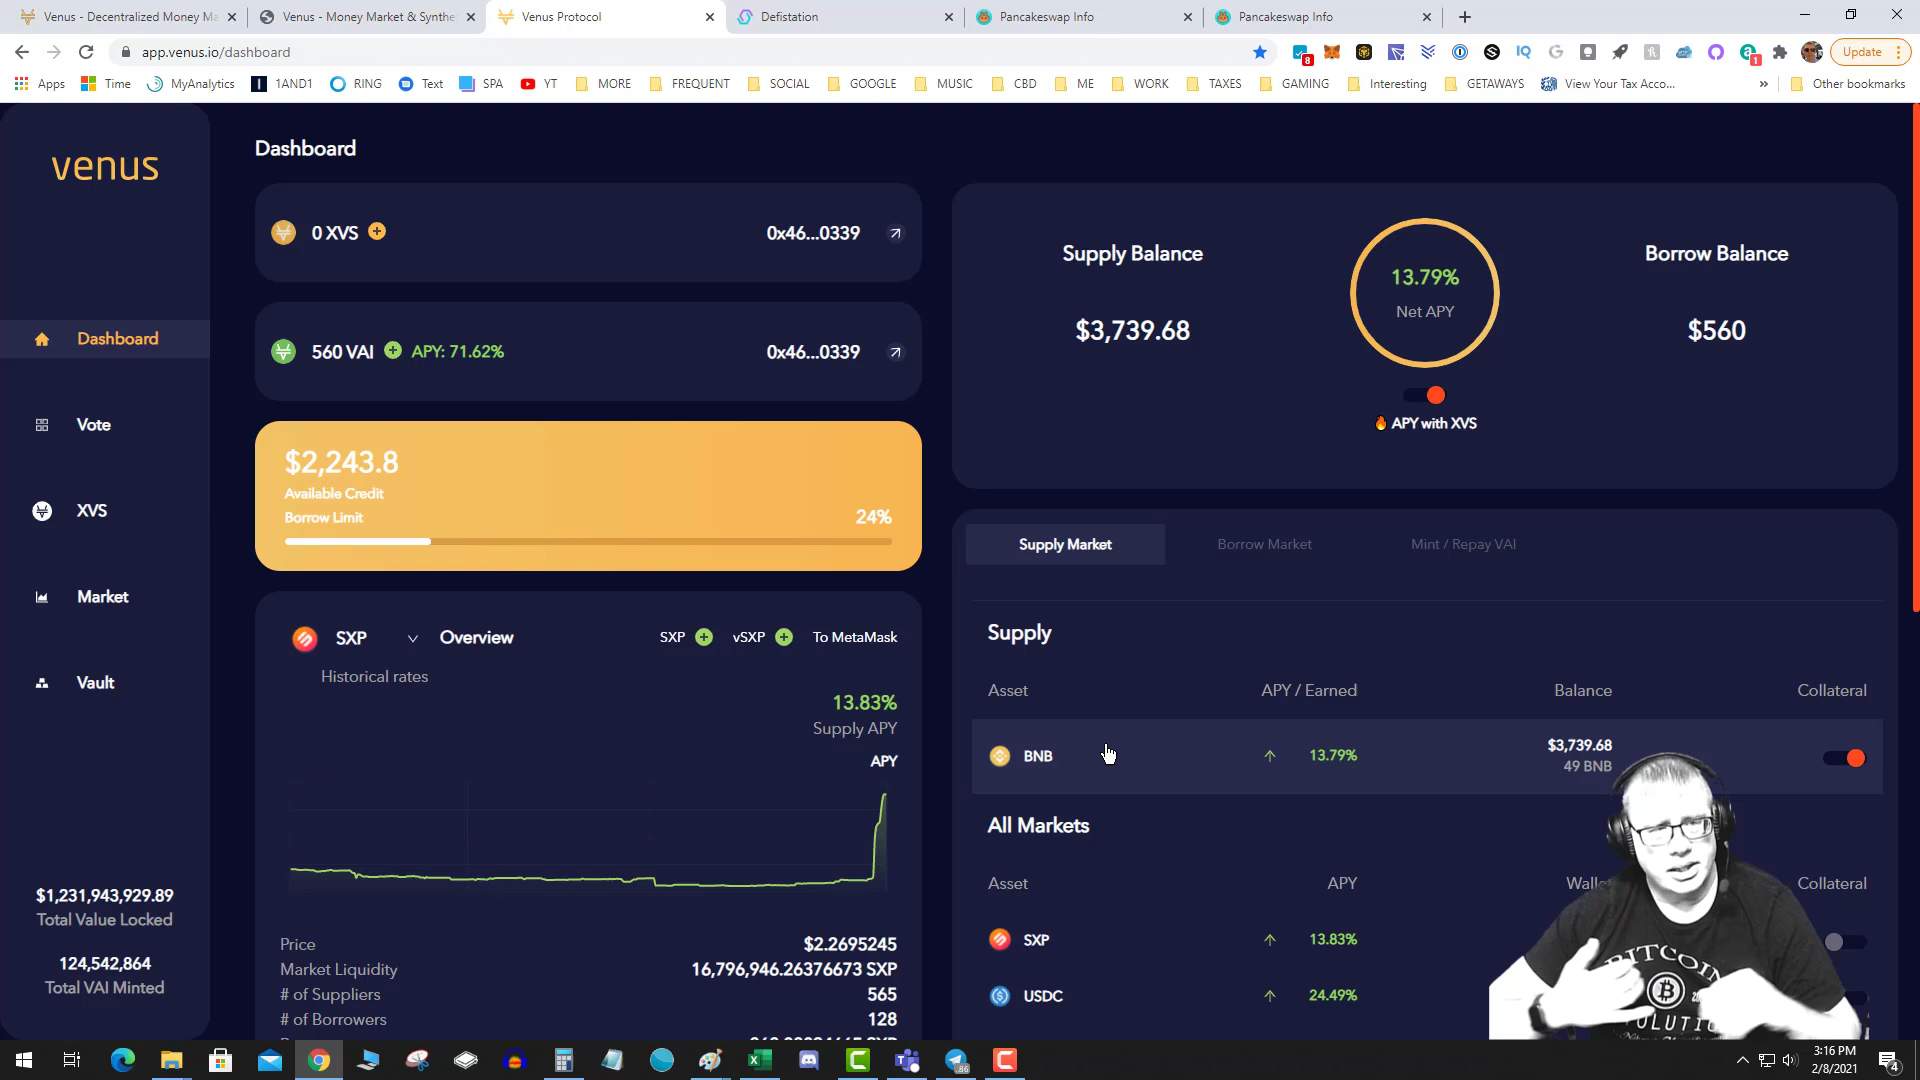 Venus - Decentralized Money Ma
Venus - Money Market & Synthe
Venus Protocol
Defistation
Pancakeswap Info
Pancakeswap Info
app.venus.io/dashboard
8
1
Update
Apps
Time
MyAnalytics
1AND1
RING
Text
SPA
YT
MORE
FREQUENT
SOCIAL
GOOGLE
MUSIC
CBD
ME
WORK
TAXES
GAMING
Interesting
GETAWAYS
View Your Tax Acco...
Other bookmarks
venus
Dashboard
Vote
XVS
Market
Vault
$1,231,943,929.89
Total Value Locked
124,542,864
Total VAI Minted
Dashboard
0 XVS
0x46...0339
560 VAI
APY: 71.62%
0x46...0339
$2,243.8
Available Credit
Borrow Limit
24%
SXP
Overview
SXP
vSXP
To MetaMask
Historical rates
13.83%
Supply APY
APY
Price
$2.2695245
Market Liquidity
16,796,946.26376673 SXP
# of Suppliers
565
# of Borrowers
128
Supply Balance
$3,739.68
13.79%
Net APY
APY with XVS
Borrow Balance
$560
Supply Market
Borrow Market
Mint / Repay VAI
Supply
Asset
APY / Earned
Balance
Collateral
BNB
13.79%
$3,739.68
49 BNB
All Markets
Asset
APY
Collateral
SXP
13.83%
USDC
24.49%
3:16 PM
2/8/2021
4